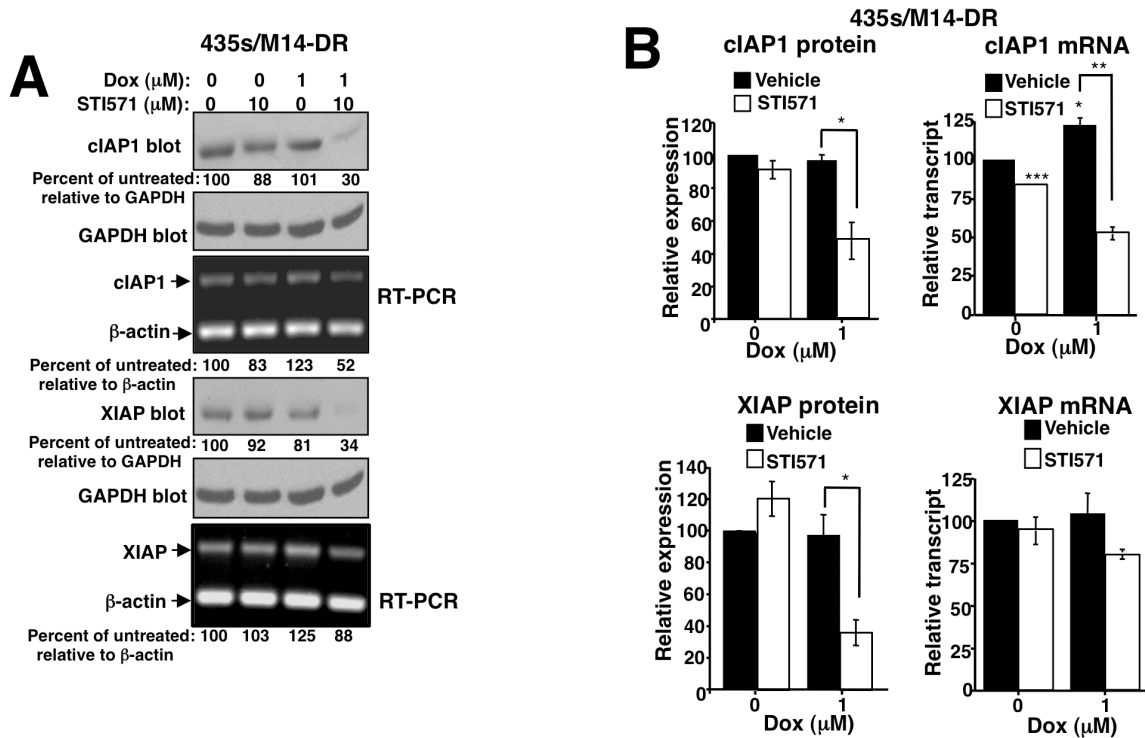 A
435s/M14-DR
Dox (µM): 0 0 1 1
STI571 (µM): 0 10 0 10
cIAP1 blot
Percent of untreated: 100 88 101 30
relative to GAPDH
GAPDH blot
cIAP1
RT-PCR
β-actin
Percent of untreated: 100 83 123 52
relative to β-actin
XIAP blot
Percent of untreated: 100 92 81 34
relative to GAPDH
GAPDH blot
XIAP
β-actin
RT-PCR
Percent of untreated: 100 103 125 88
relative to β-actin
B
435s/M14-DR
cIAP1 protein
Vehicle
STI571
*
Relative expression
120
100
80
60
40
20
0
0 1
Dox (µM)
cIAP1 mRNA
Vehicle
STI571
**
*
***
Relative transcript
125
100
75
50
25
0
0 1
Dox (µM)
XIAP protein
Vehicle
STI571
*
Relative expression
140
120
100
80
60
40
20
0
0 1
Dox (µM)
XIAP mRNA
Vehicle
STI571
Relative transcript
125
100
75
50
25
0
0 1
Dox (µM)